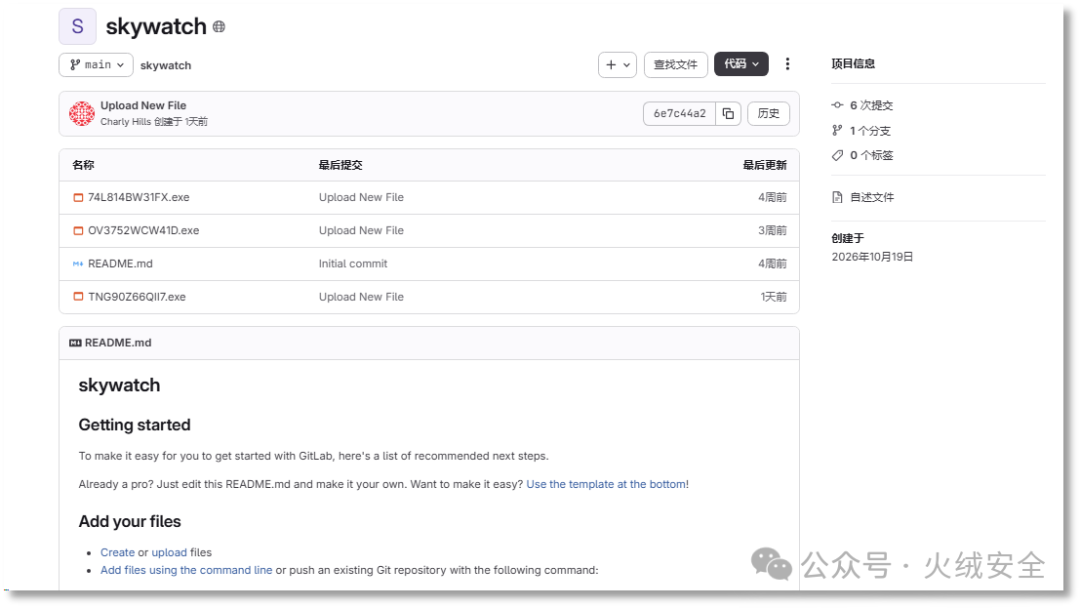 S skywatch
main skywatch
+ 查找文件 代码
Upload New File
Charly Hills 创建于 1天前
6e7c44a2 历史
名称 最后提交 最后更新
74L814BW31FX.exe Upload New File 4周前
OV3752WCW41D.exe Upload New File 3周前
README.md Initial commit 4周前
TNG90Z66QII7.exe Upload New File 1天前
README.md
skywatch
Getting started
To make it easy for you to get started with GitLab, here's a list of recommended next steps.
Already a pro? Just edit this README.md and make it your own. Want to make it easy? Use the template at the bottom!
Add your files
• Create or upload files
• Add files using the command line or push an existing Git repository with the following command:
项目信息
6 次提交
1 个分支
0 个标签
自述文件
创建于
2026年10月19日
公众号 · 火绒安全